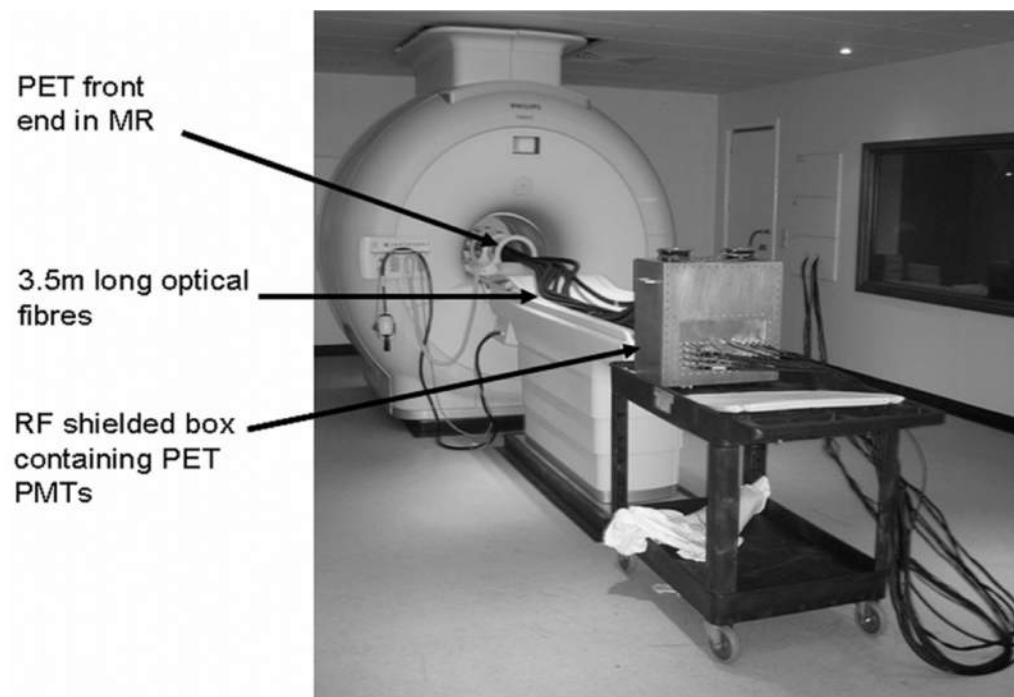 PET front
end in MR
3.5m long optical
fibres
RF shielded box
containing PET
PMTs
PHILIPS